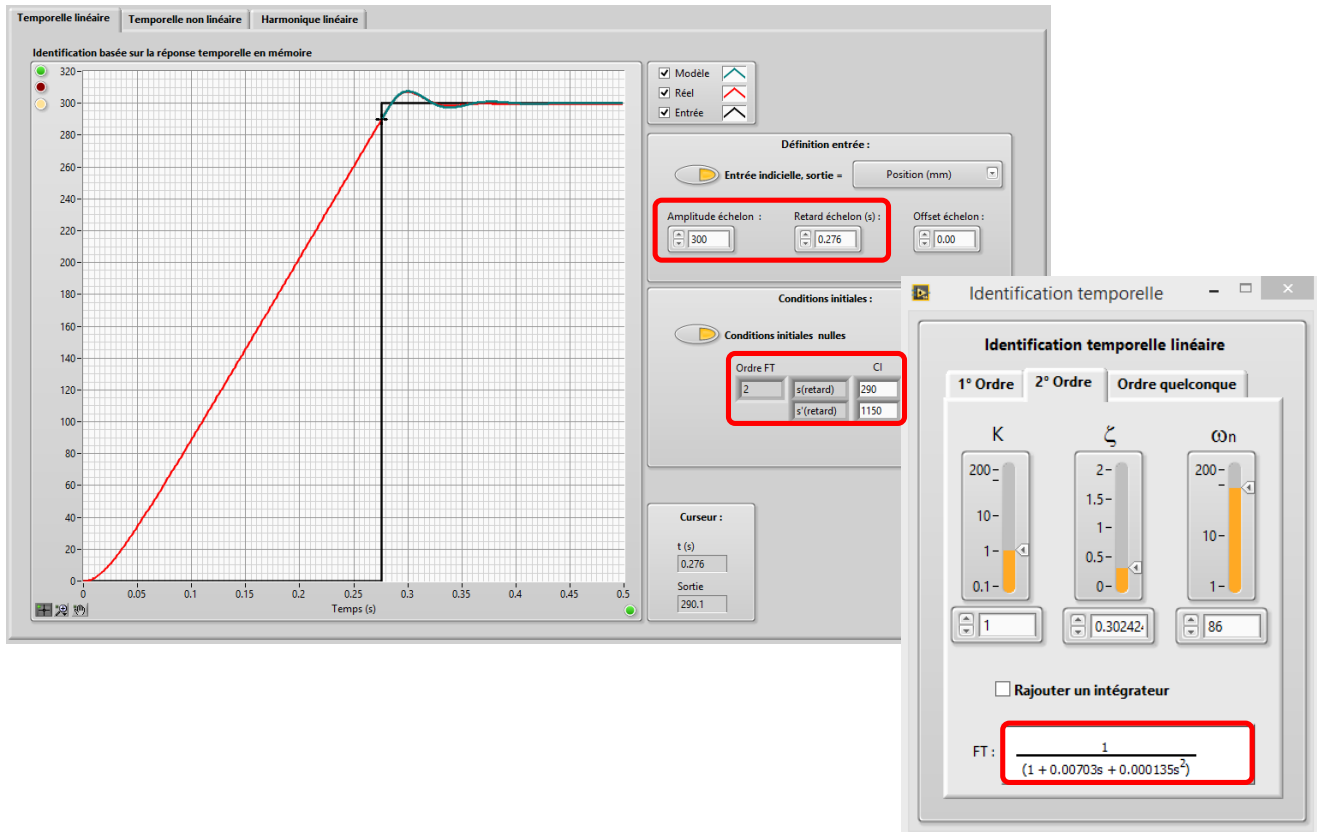 Temporelle linéaire Temporelle non linéaire Harmonique linéaire
Identification basée sur la réponse temporelle en mémoire
320
300
280
260
240
220
200
180
160
140
120
100
80
60
40
20
0
0 0.05 0.1 0.15 0.2 0.25 0.3 0.35 0.4 0.45 0.5
Temps (s)
Modèle
Réel
Entrée
Définition entrée :
Entrée indicielle, sortie = Position (mm)
Amplitude échelon : Retard échelon (s) : Offset échelon :
300 0.276 0.00
Conditions initiales :
Conditions initiales nulles
Ordre FT CI
2 s(retard) 290
s'(retard) 1150
Curseur :
t (s)
0.276
Sortie
290.1
Identification temporelle
Identification temporelle linéaire
1° Ordre 2° Ordre Ordre quelconque
K ζ ωn
200 2 200
1.5
10 1 10
1 0.5
0.1 0 1
1 0.30242 86
Rajouter un intégrateur
FT : 1
(1 + 0.00703s + 0.000135s²)